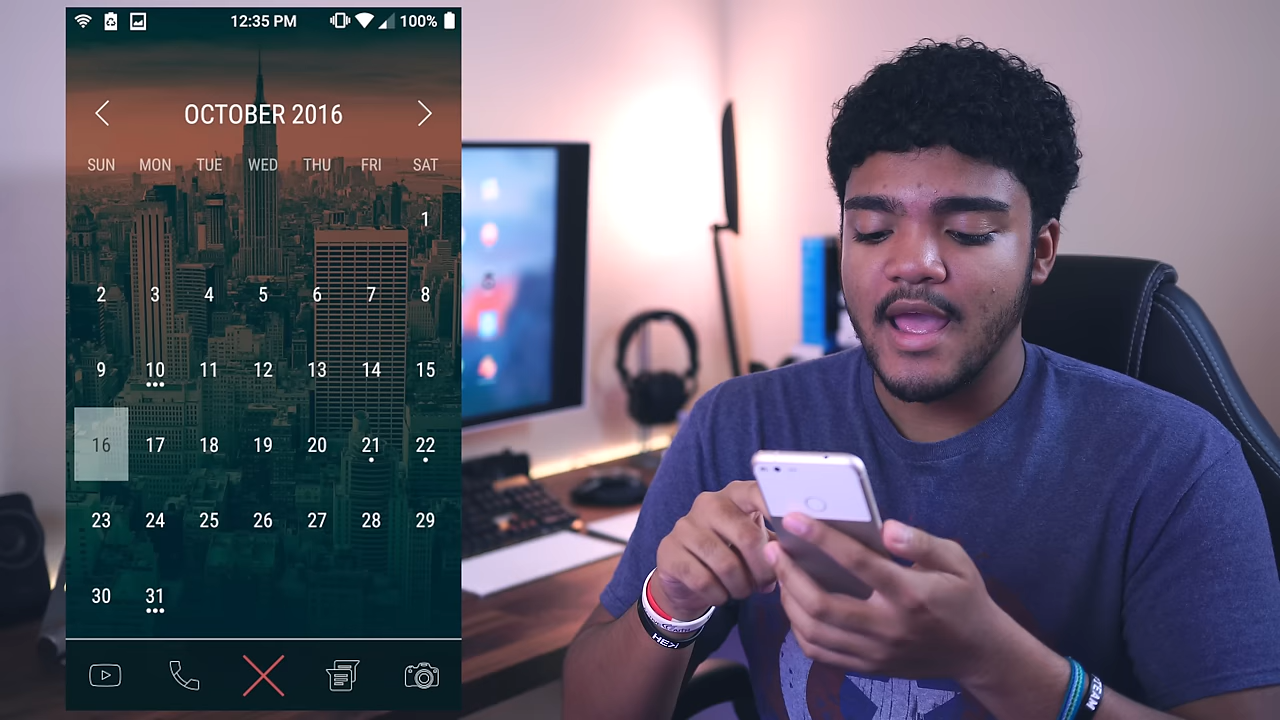 12:35 PM 100%
OCTOBER 2016
SUN MON TUE WED THU FRI SAT
1
2 3 4 5 6 7 8
9 10 11 12 13 14 15
16 17 18 19 20 21 22
23 24 25 26 27 28 29
30 31
TEAM